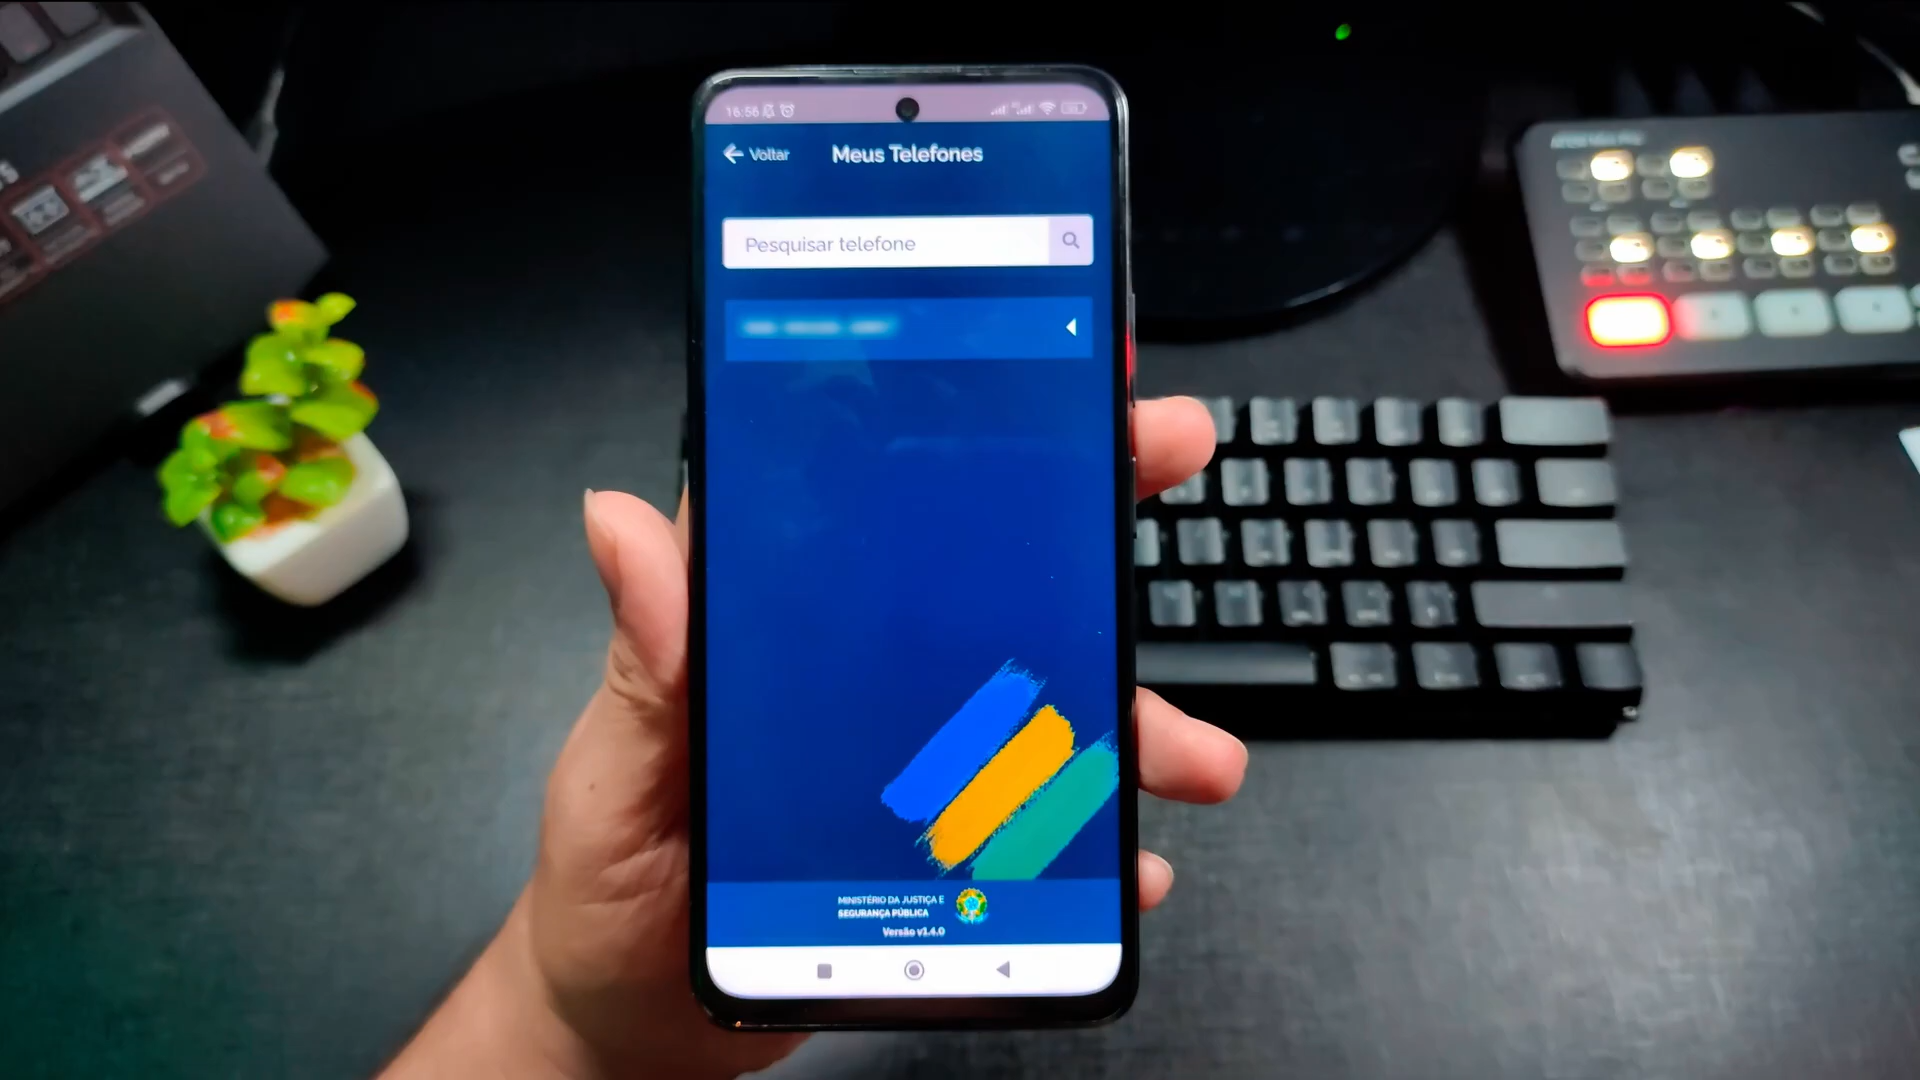 16:56
Voltar
Meus Telefones
Pesquisar telefone
MINISTÉRIO DA JUSTIÇA E
SEGURANÇA PÚBLICA
Versão v1.4.0